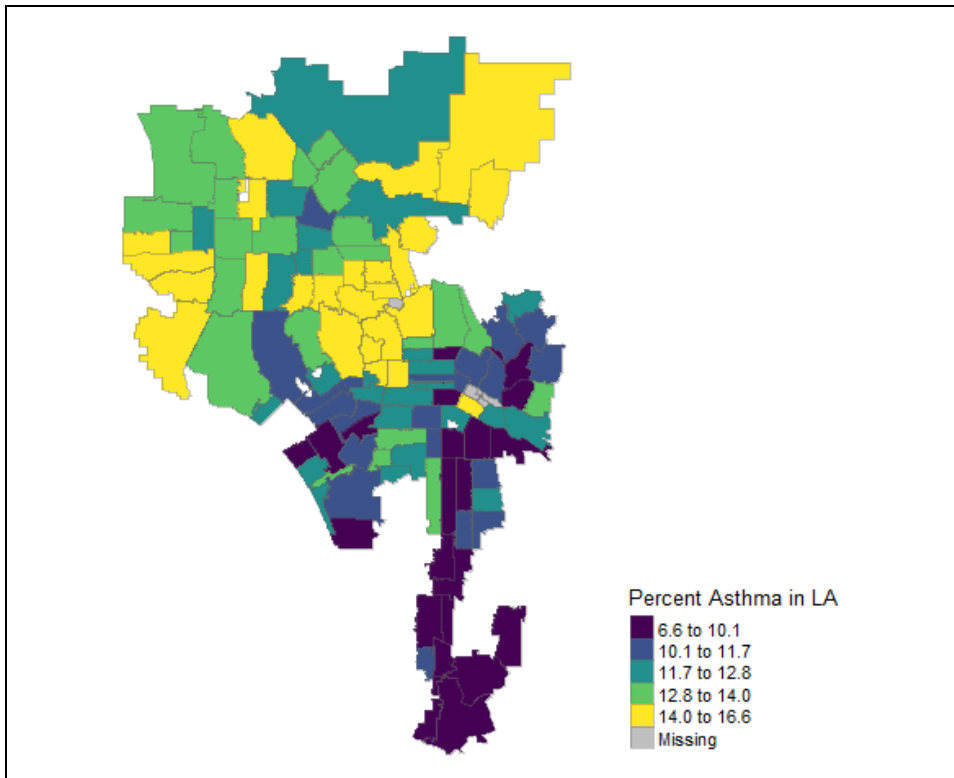 Percent Asthma in LA
6.6 to 10.1
10.1 to 11.7
11.7 to 12.8
12.8 to 14.0
14.0 to 16.6
Missing